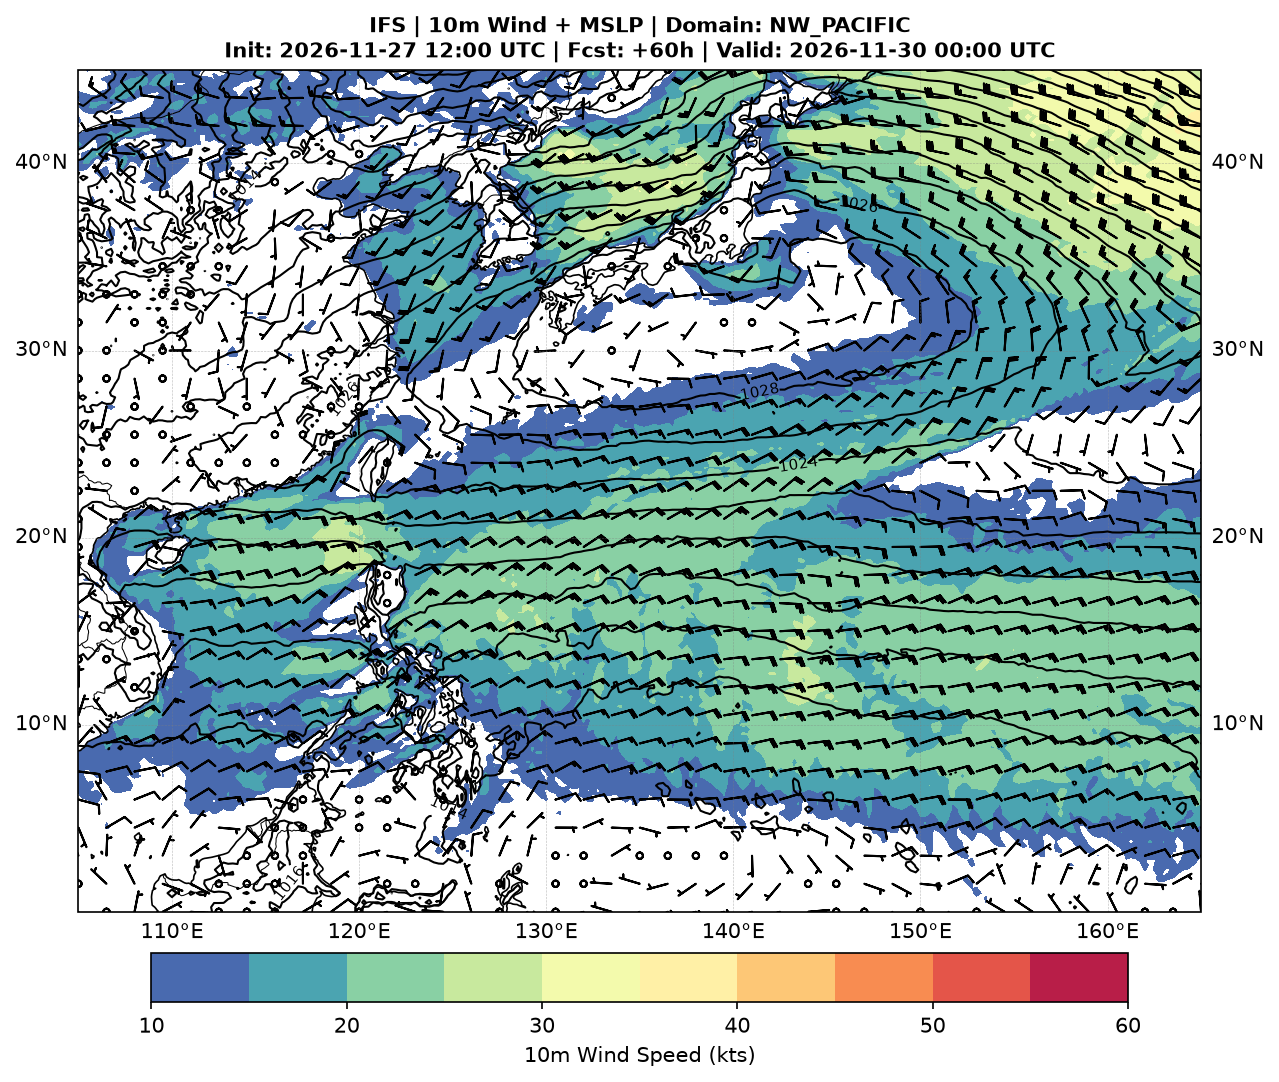 IFS | 10m Wind + MSLP | Domain: NW_PACIFIC
Init: 2026-11-27 12:00 UTC | Fcst: +60h | Valid: 2026-11-30 00:00 UTC
40°N
40°N
1026
30°N
30°N
1028
1026
1024
20°N
20°N
10°N
10°N
110°E 120°E 130°E 140°E 150°E 160°E
10 20 30 40 50 60
10m Wind Speed (kts)